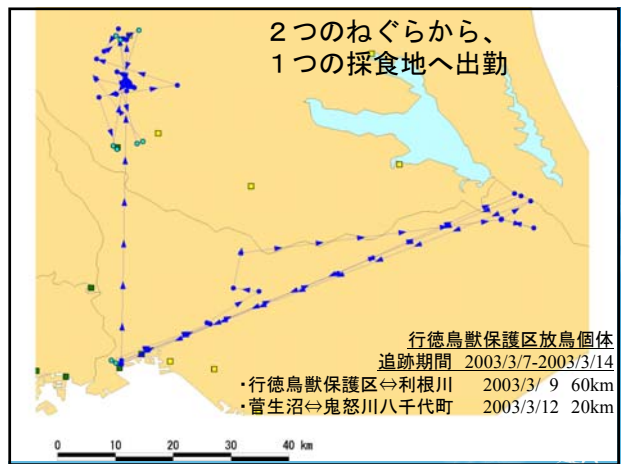 ２つのねぐらから、
１つの採食地へ出勤
行徳鳥獣保護区放鳥個体
追跡期間 2003/3/7-2003/3/14
・行徳鳥獣保護区⇔利根川 2003/3/ 9 60km
・菅生沼⇔鬼怒川八千代町 2003/3/12 20km
0 10 20 30 40 km